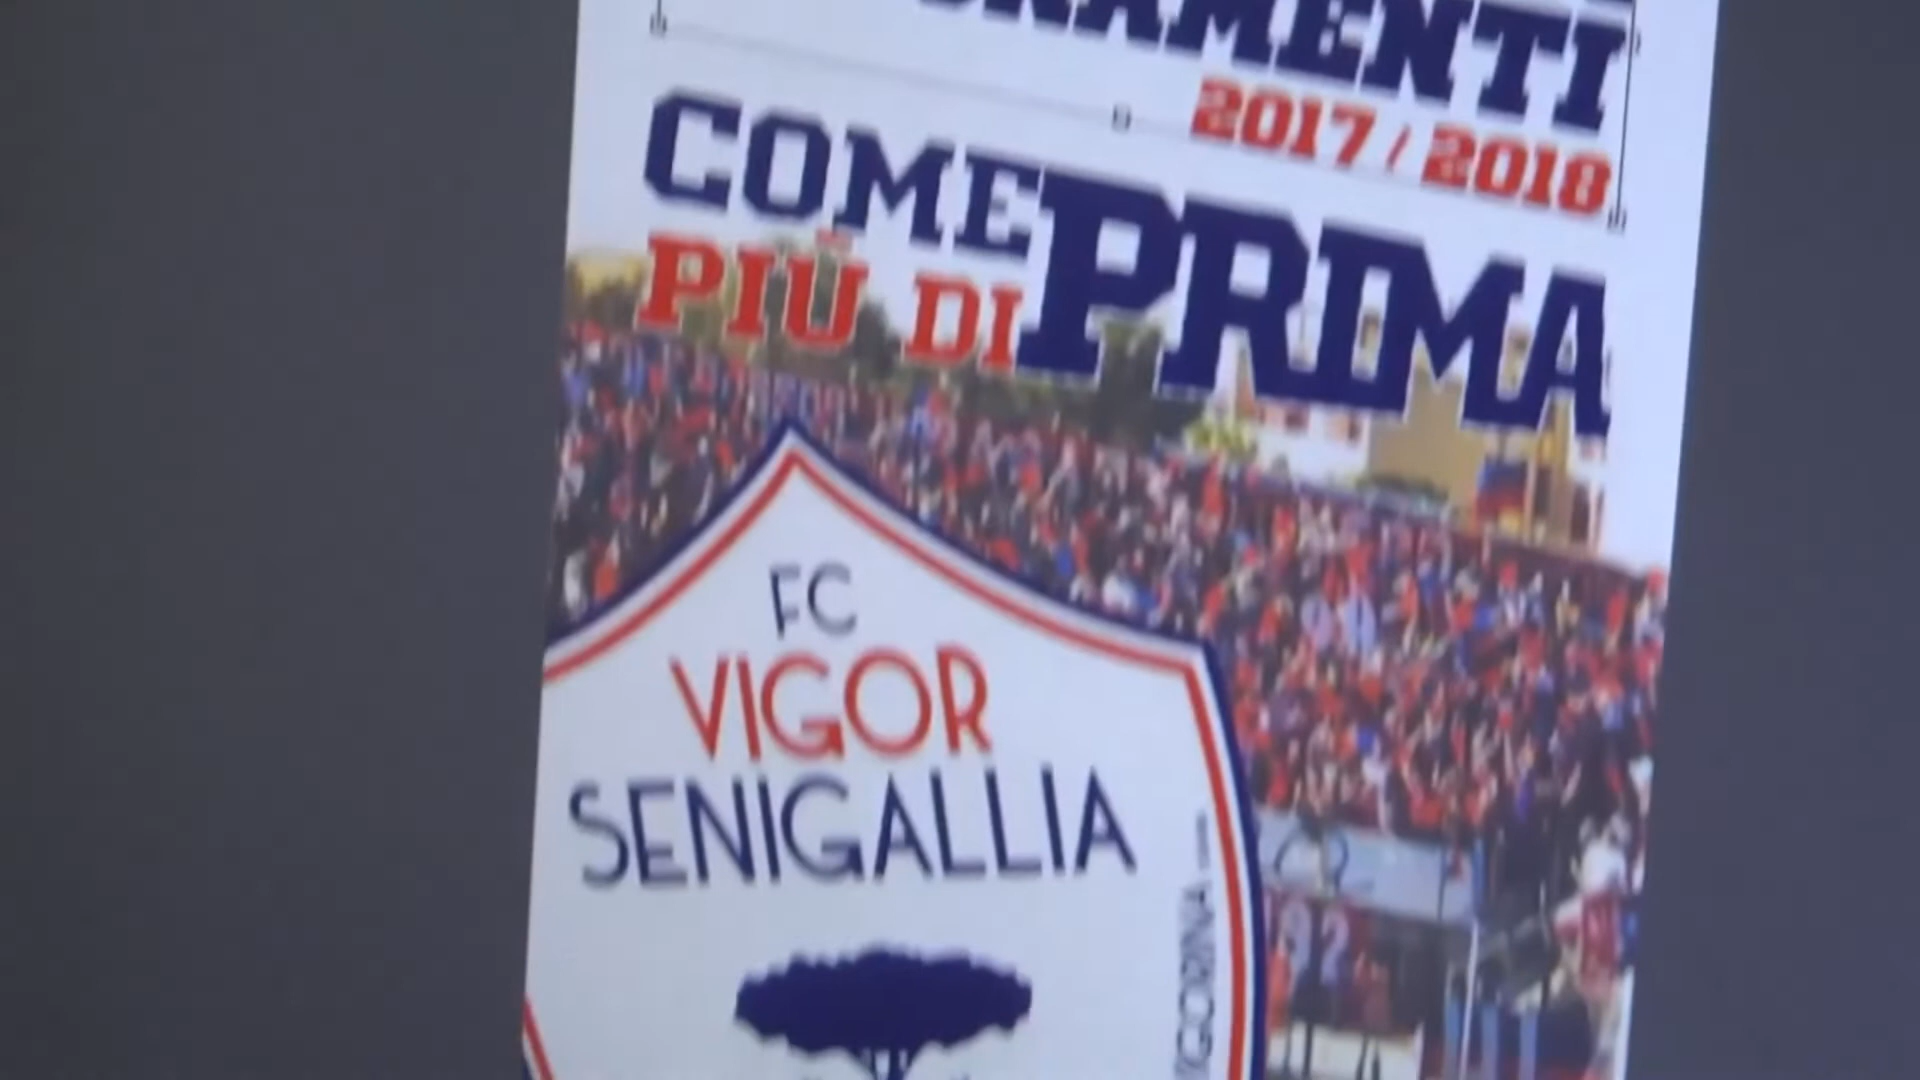 2017 / 2018
COME PRIMA
PIÙ DI
FC
VIGOR
SENIGALLIA